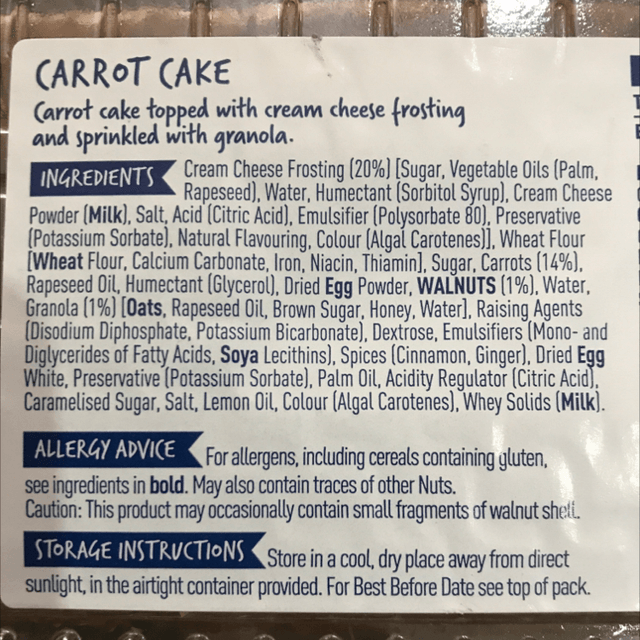 CARROT CAKE
Carrot cake topped with cream cheese frosting
and sprinkled with granola.
INGREDIENTS Cream Cheese Frosting (20%) [Sugar, Vegetable Oils (Palm,
Rapeseed), Water, Humectant (Sorbitol Syrup), Cream Cheese
Powder (Milk), Salt, Acid (Citric Acid), Emulsifier (Polysorbate 80), Preservative
(Potassium Sorbate), Natural Flavouring, Colour (Algal Carotenes)], Wheat Flour
[Wheat Flour, Calcium Carbonate, Iron, Niacin, Thiamin], Sugar, Carrots (14%),
Rapeseed Oil, Humectant (Glycerol), Dried Egg Powder, WALNUTS (1%), Water,
Granola (1%) [Oats, Rapeseed Oil, Brown Sugar, Honey, Water], Raising Agents
(Disodium Diphosphate, Potassium Bicarbonate), Dextrose, Emulsifiers (Mono- and
Diglycerides of Fatty Acids, Soya Lecithins), Spices (Cinnamon, Ginger), Dried Egg
White, Preservative (Potassium Sorbate), Palm Oil, Acidity Regulator (Citric Acid),
Caramelised Sugar, Salt, Lemon Oil, Colour (Algal Carotenes), Whey Solids (Milk).
ALLERGY ADVICE For allergens, including cereals containing gluten,
see ingredients in bold. May also contain traces of other Nuts.
Caution: This product may occasionally contain small fragments of walnut shell.
STORAGE INSTRUCTIONS Store in a cool, dry place away from direct
sunlight, in the airtight container provided. For Best Before Date see top of pack.